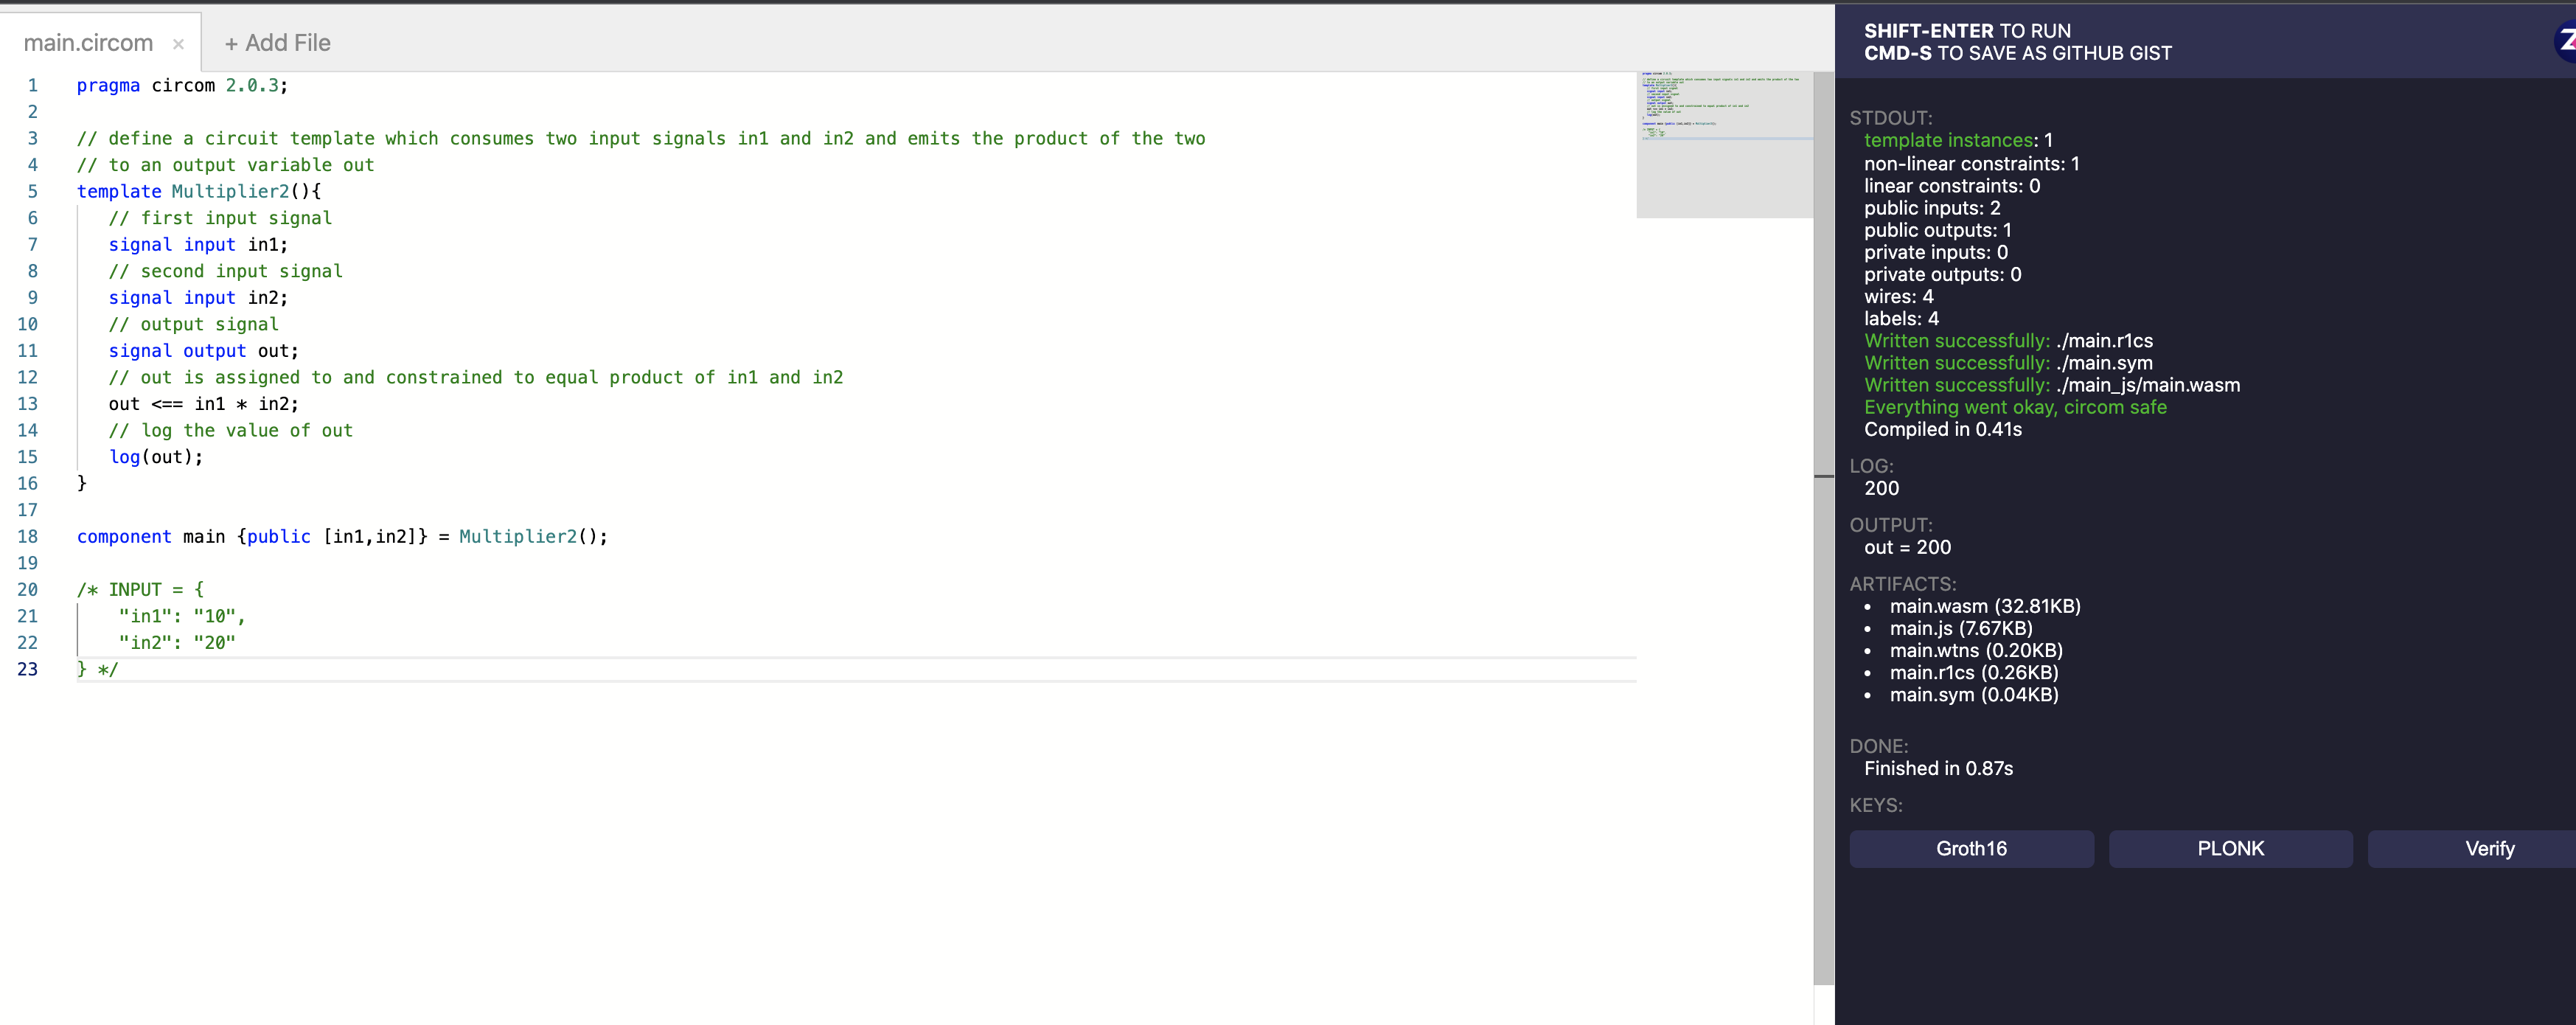 main.circom ×
+ Add File
1 pragma circom 2.0.3;
2
3 // define a circuit template which consumes two input signals in1 and in2 and emits the product of the two
4 // to an output variable out
5 template Multiplier2(){
6 // first input signal
7 signal input in1;
8 // second input signal
9 signal input in2;
10 // output signal
11 signal output out;
12 // out is assigned to and constrained to equal product of in1 and in2
13 out <== in1 * in2;
14 // log the value of out
15 log(out);
16 }
17
18 component main {public [in1,in2]} = Multiplier2();
19
20 /* INPUT = {
21 "in1": "10",
22 "in2": "20"
23 } */
SHIFT-ENTER TO RUN
CMD-S TO SAVE AS GITHUB GIST
STDOUT:
template instances: 1
non-linear constraints: 1
linear constraints: 0
public inputs: 2
public outputs: 1
private inputs: 0
private outputs: 0
wires: 4
labels: 4
Written successfully: ./main.r1cs
Written successfully: ./main.sym
Written successfully: ./main_js/main.wasm
Everything went okay, circom safe
Compiled in 0.41s
LOG:
200
OUTPUT:
out = 200
ARTIFACTS:
• main.wasm (32.81KB)
• main.js (7.67KB)
• main.wtns (0.20KB)
• main.r1cs (0.26KB)
• main.sym (0.04KB)
DONE:
Finished in 0.87s
KEYS:
Groth16
PLONK
Verify